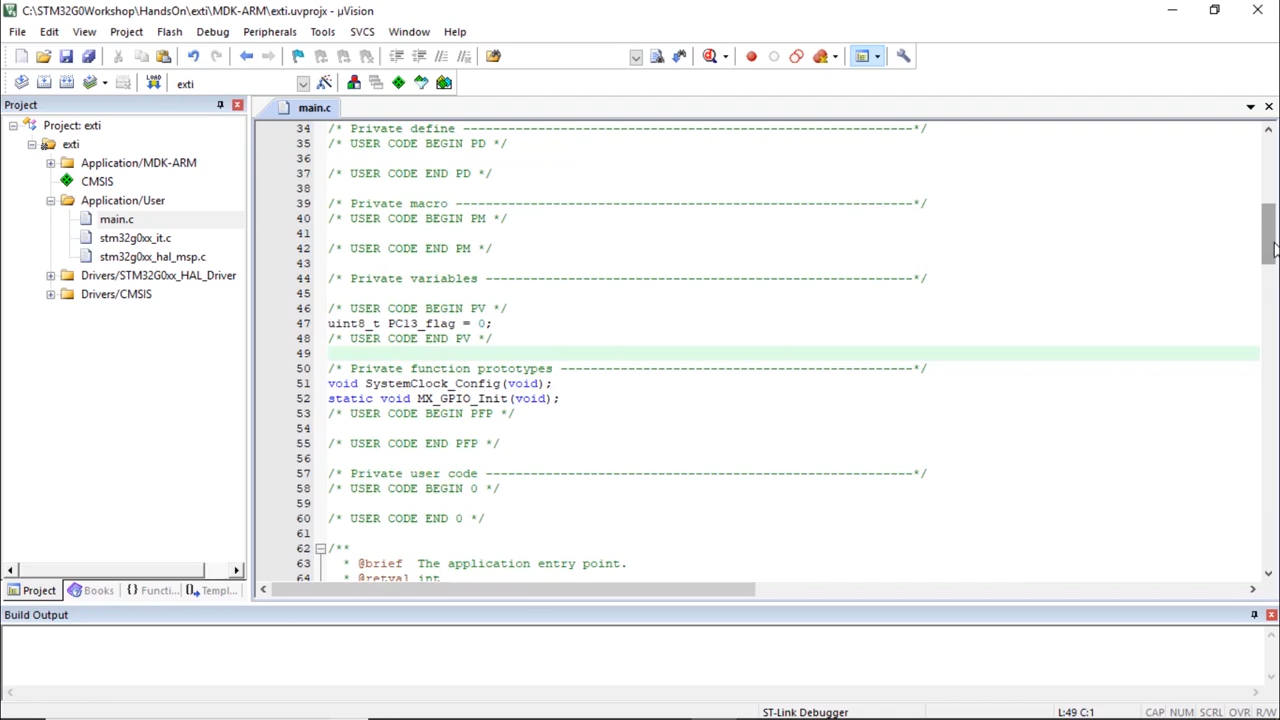 C:\STM32G0Workshop\HandsOn\exti\MDK-ARM\exti.uvprojx - µVision
File Edit View Project Flash Debug Peripherals Tools SVCS Window Help
LOAD exti
Project
main.c
Project: exti
exti
Application/MDK-ARM
CMSIS
Application/User
main.c
stm32g0xx_it.c
stm32g0xx_hal_msp.c
Drivers/STM32G0xx_HAL_Driver
Drivers/CMSIS
34 /* Private define ------------------------------------------------------------*/
35 /* USER CODE BEGIN PD */
36
37 /* USER CODE END PD */
38
39 /* Private macro -------------------------------------------------------------*/
40 /* USER CODE BEGIN PM */
41
42 /* USER CODE END PM */
43
44 /* Private variables ---------------------------------------------------------*/
45
46 /* USER CODE BEGIN PV */
47 uint8_t PC13_flag = 0;
48 /* USER CODE END PV */
49
50 /* Private function prototypes -----------------------------------------------*/
51 void SystemClock_Config(void);
52 static void MX_GPIO_Init(void);
53 /* USER CODE BEGIN PFP */
54
55 /* USER CODE END PFP */
56
57 /* Private user code ---------------------------------------------------------*/
58 /* USER CODE BEGIN 0 */
59
60 /* USER CODE END 0 */
61
62 /**
63 * @brief The application entry point.
64 * @retval int
Project Books {} Functi... Templ...
Build Output
ST-Link Debugger L:49 C:1 CAP NUM SCRL OVR R/W